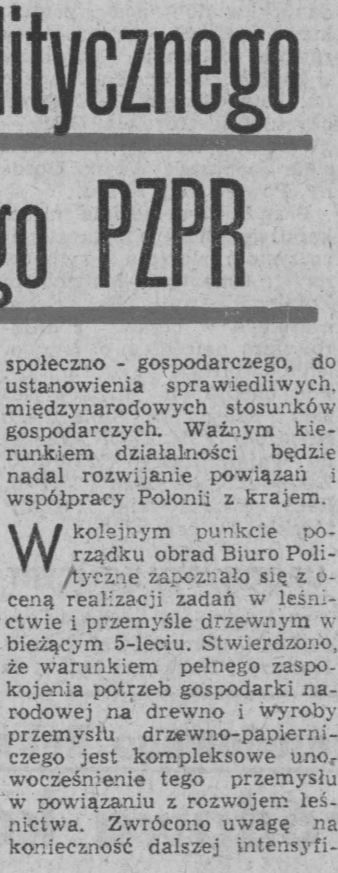 litycznego
go PZPR
społeczno - gospodarczego, do
ustanowienia sprawiedliwych,
międzynarodowych stosunków
gospodarczych. Ważnym kie-
runkiem działalności będzie
nadal rozwijanie powiązań i
współpracy Polonii z krajem.
W kolejnym punkcie po-
rządku obrad Biuro Poli-
tyczne zapoznało się z o-
ceną realizacji zadań w leśni-
ctwie i przemyśle drzewnym w
bieżącym 5-leciu. Stwierdzono,
że warunkiem pełnego zaspo-
kojenia potrzeb gospodarki na-
rodowej na drewno i wyroby
przemysłu drzewno-papierni-
czego jest kompleksowe uno-
wocześnienie tego przemysłu
w powiązaniu z rozwojem leś-
nictwa. Zwrócono uwagę na
konieczność dalszej intensyfi-